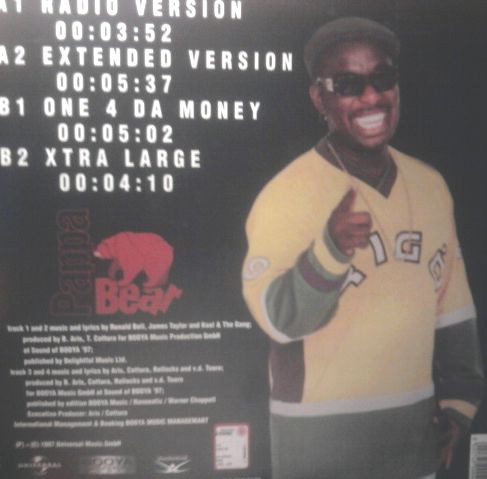 A1 RADIO VERSION
00:03:52
A2 EXTENDED VERSION
00:05:37
B1 ONE 4 DA MONEY
00:05:02
B2 XTRA LARGE
00:04:10
Pappa
Bear
track 1 and 2 music and lyrics by Ronald Bell, James Taylor and Kool & The Gang;
produced by B. Aris, T. Cottura for BOOYA Music Production GmbH
at Sound of BOOYA '97;
published by Delightful Music Ltd.
track 3 and 4 music and lyrics by Aris, Cottura, Hollocks and v.d. Toorn;
produced by B. Aris, Cottura, Hollocks and v.d. Toorn
for BOOYA Music GmbH at Sound of BOOYA '97;
published by edition BOOYA Music / Hanseatic / Warner Chappell
Executive Producer: Aris / Cottura
International Management & Booking BOOYA MUSIC MANAGEMENT
(P) + (C) 1997 Universal Music GmbH
UNIVERSAL
BOOYA